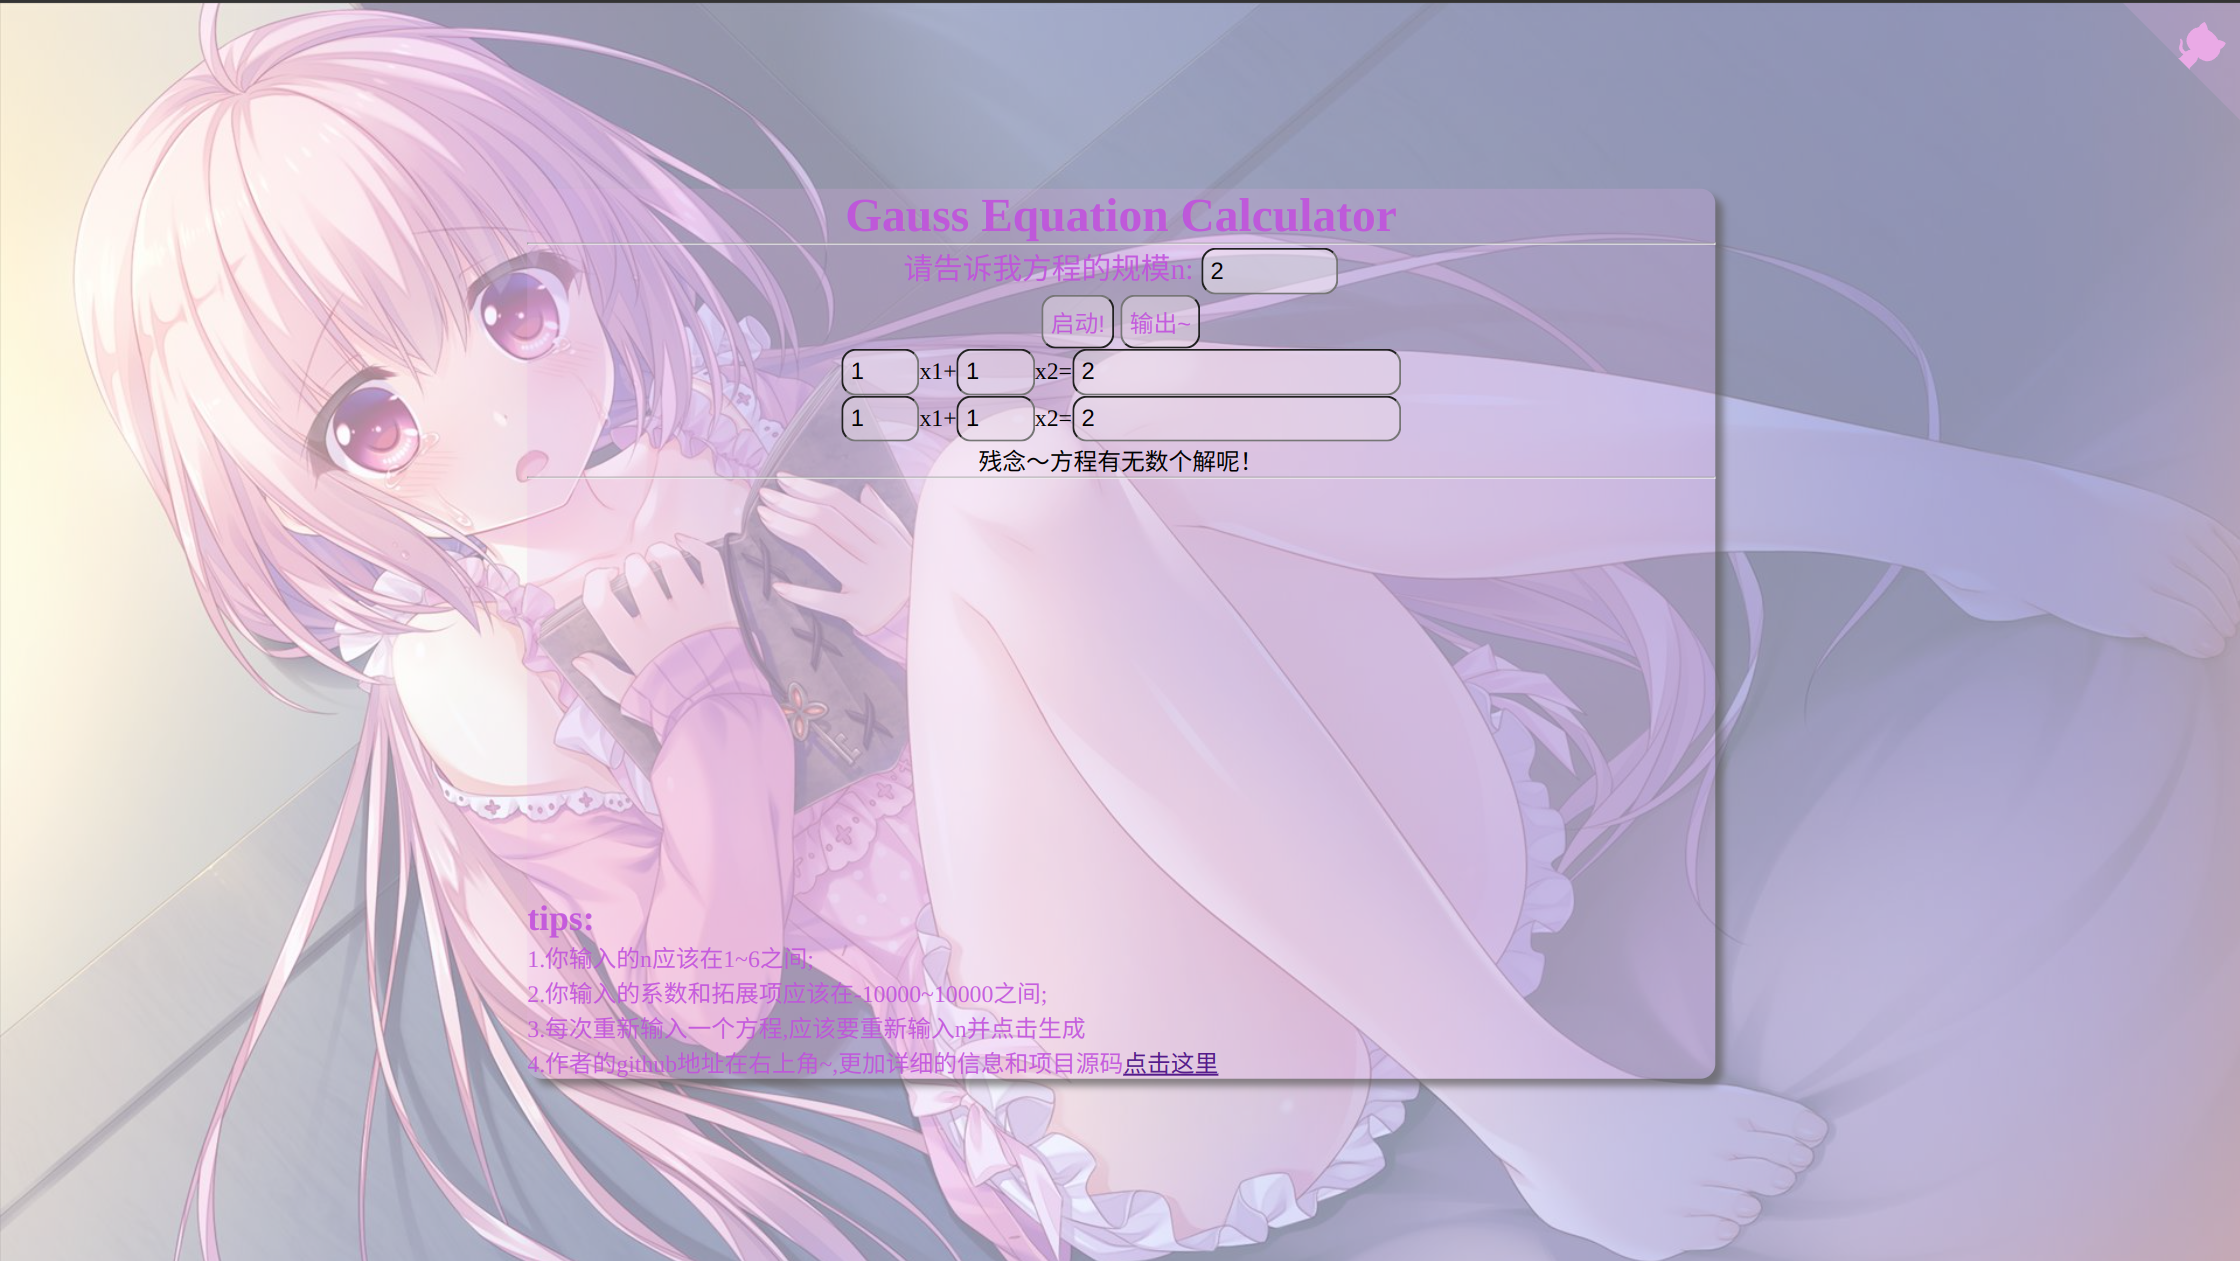 Gauss Equation Calculator
请告诉我方程的规模n: 2
启动! 输出~
1 x1+ 1 x2= 2
1 x1+ 1 x2= 2
残念～方程有无数个解呢!
tips:
1.你输入的n应该在1~6之间;
2.你输入的系数和拓展项应该在-10000~10000之间;
3.每次重新输入一个方程,应该要重新输入n并点击生成
4.作者的github地址在右上角~,更加详细的信息和项目源码点击这里